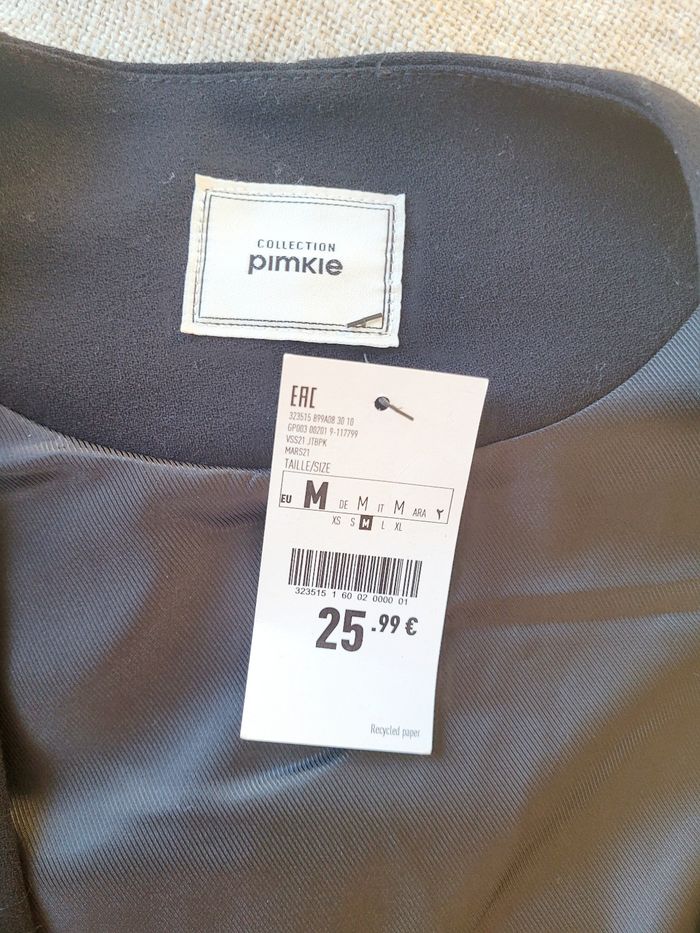 COLLECTION
pimkie
EAC
323515 899A08 30 10
GP003 00201 9-117799
VSS21 JTBPK
MARS21
TAILLE/SIZE
EU M DE M IT M ARA ٢
XS S M L XL
323515 1 60 02 0000 01
25.99 €
Recycled paper